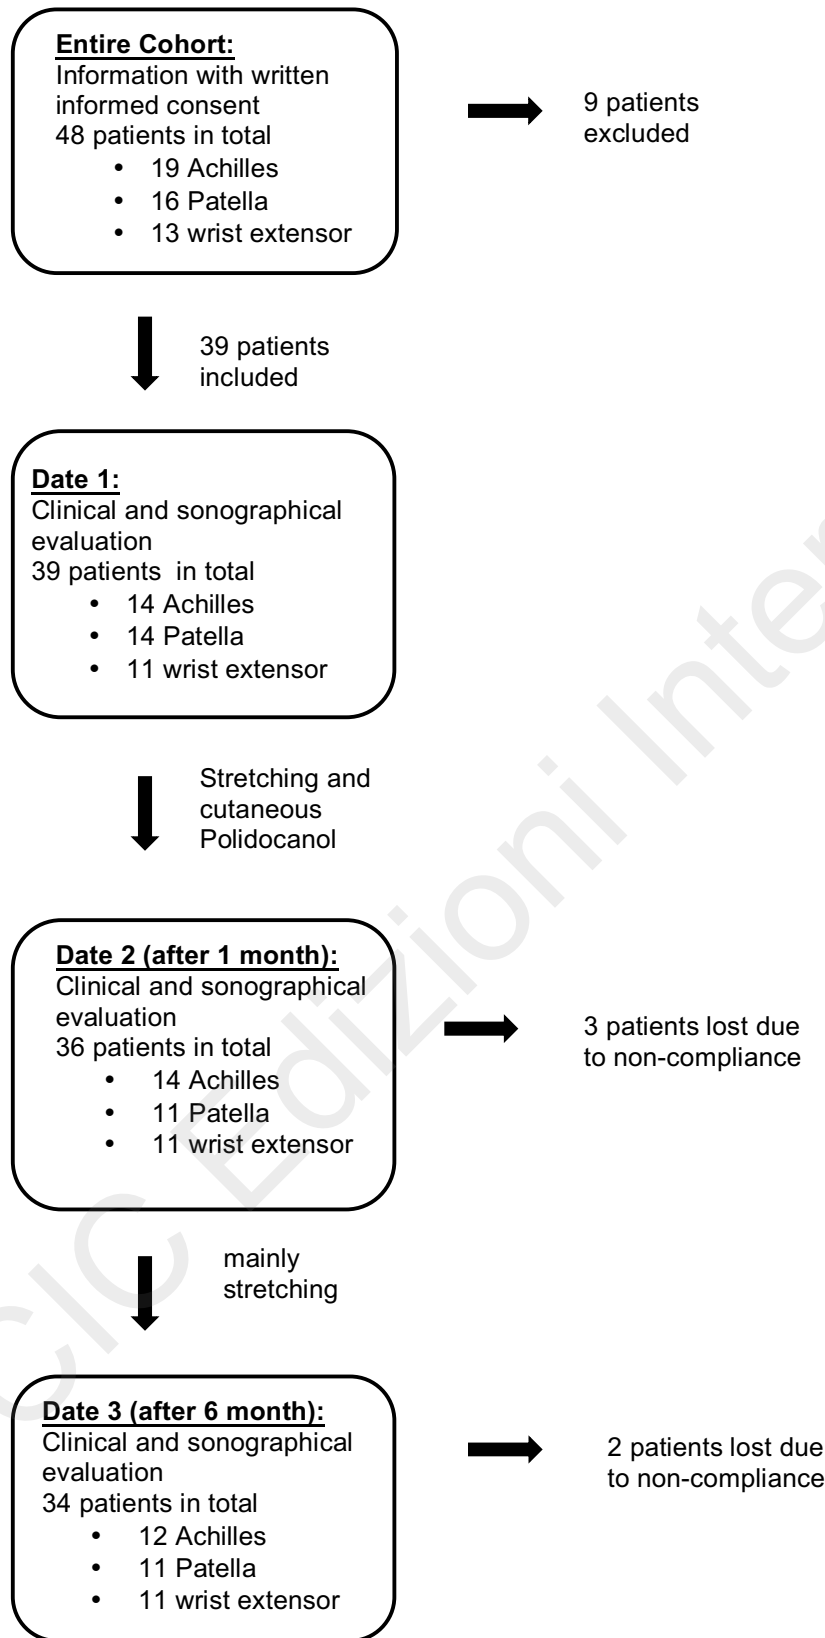 Entire Cohort:
Information with written
informed consent
48 patients in total
• 19 Achilles
• 16 Patella
• 13 wrist extensor
9 patients
excluded
39 patients
included
Date 1:
Clinical and sonographical
evaluation
39 patients in total
• 14 Achilles
• 14 Patella
• 11 wrist extensor
Stretching and
cutaneous
Polidocanol
Date 2 (after 1 month):
Clinical and sonographical
evaluation
36 patients in total
• 14 Achilles
• 11 Patella
• 11 wrist extensor
3 patients lost due
to non-compliance
mainly
stretching
Date 3 (after 6 month):
Clinical and sonographical
evaluation
34 patients in total
• 12 Achilles
• 11 Patella
• 11 wrist extensor
2 patients lost due
to non-compliance
CIC Edizioni Inter